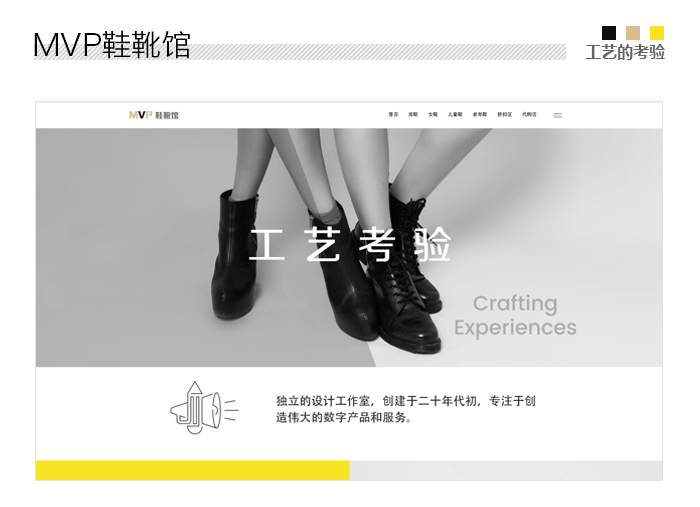 MVP鞋靴馆
工艺的考验
MVP 鞋靴馆
首页 男鞋 女鞋 儿童鞋 老年鞋 折扣区 代购区
工艺考验
Crafting
Experiences
独立的设计工作室，创建于二十年代初，专注于创
造伟大的数字产品和服务。